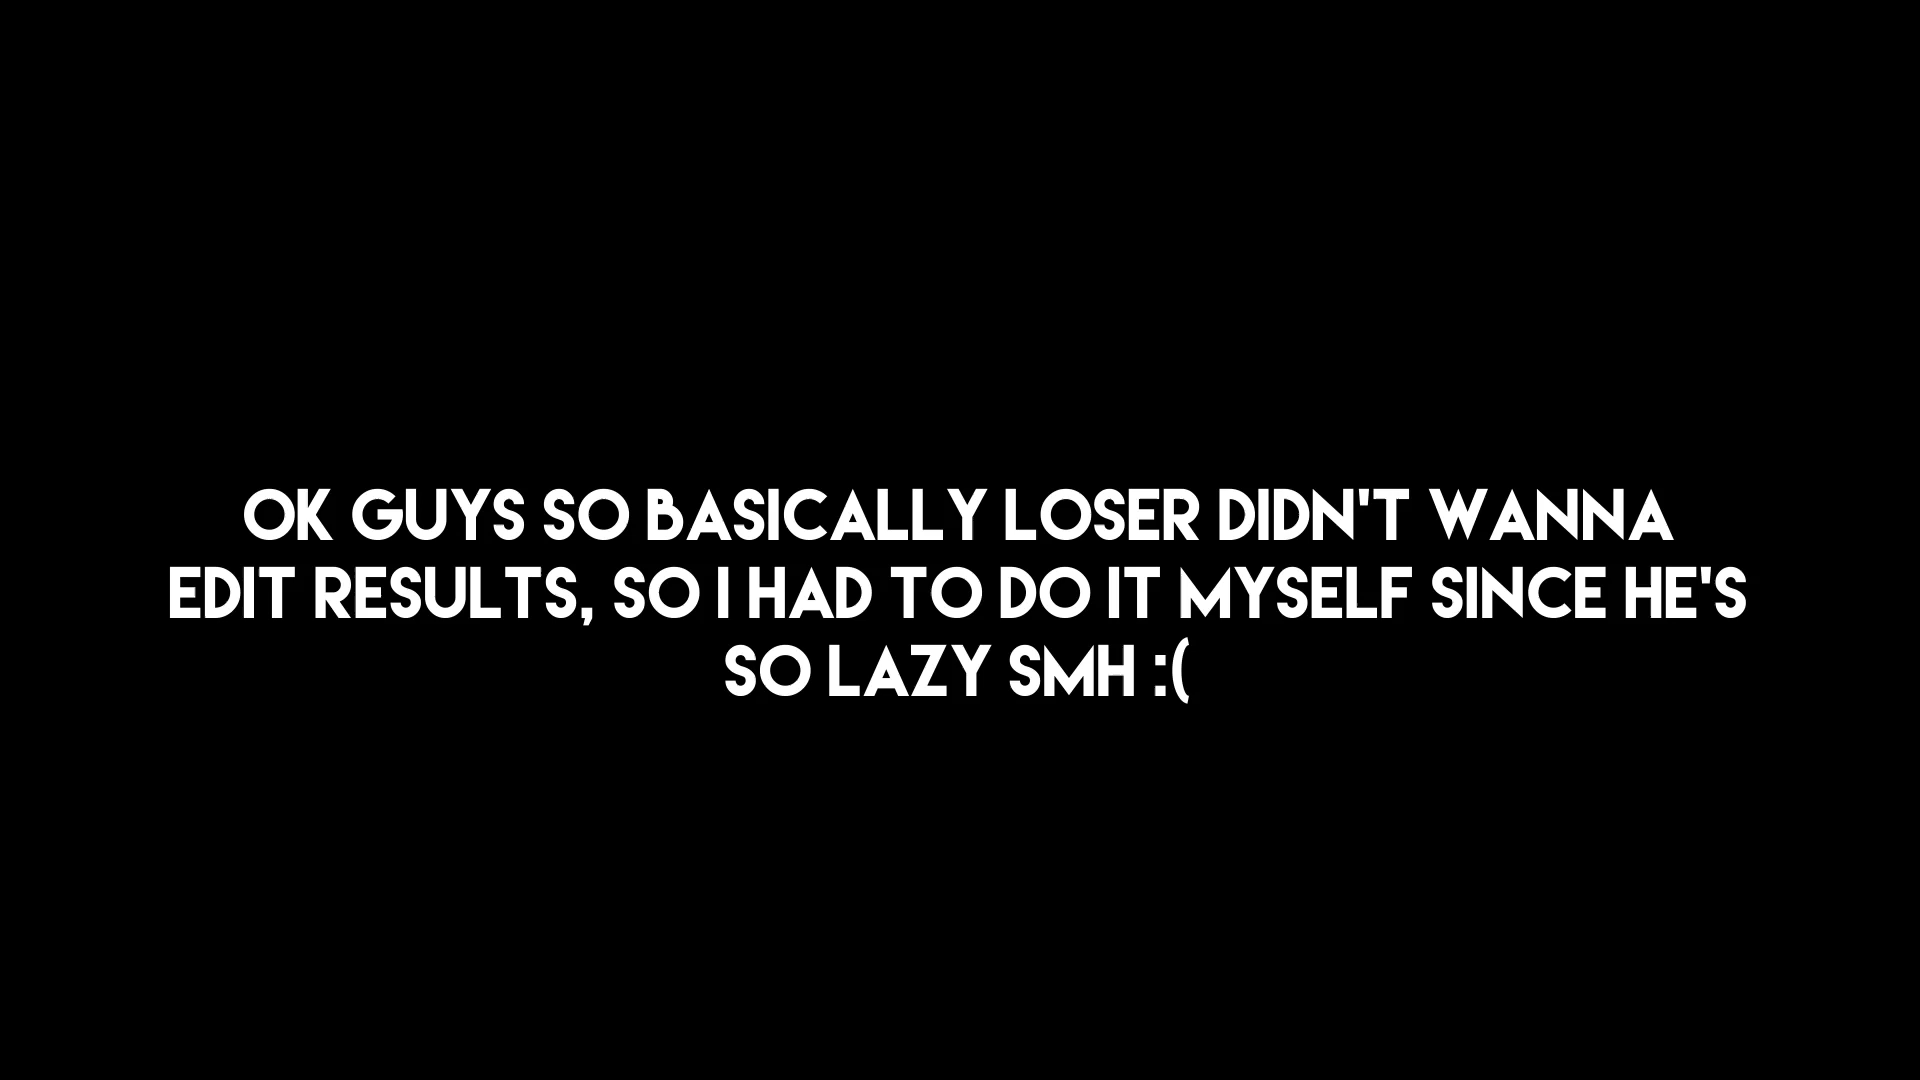 OK GUYS SO BASICALLY LOSER DIDN'T WANNA
EDIT RESULTS, SO I HAD TO DO IT MYSELF SINCE HE'S
SO LAZY SMH :(